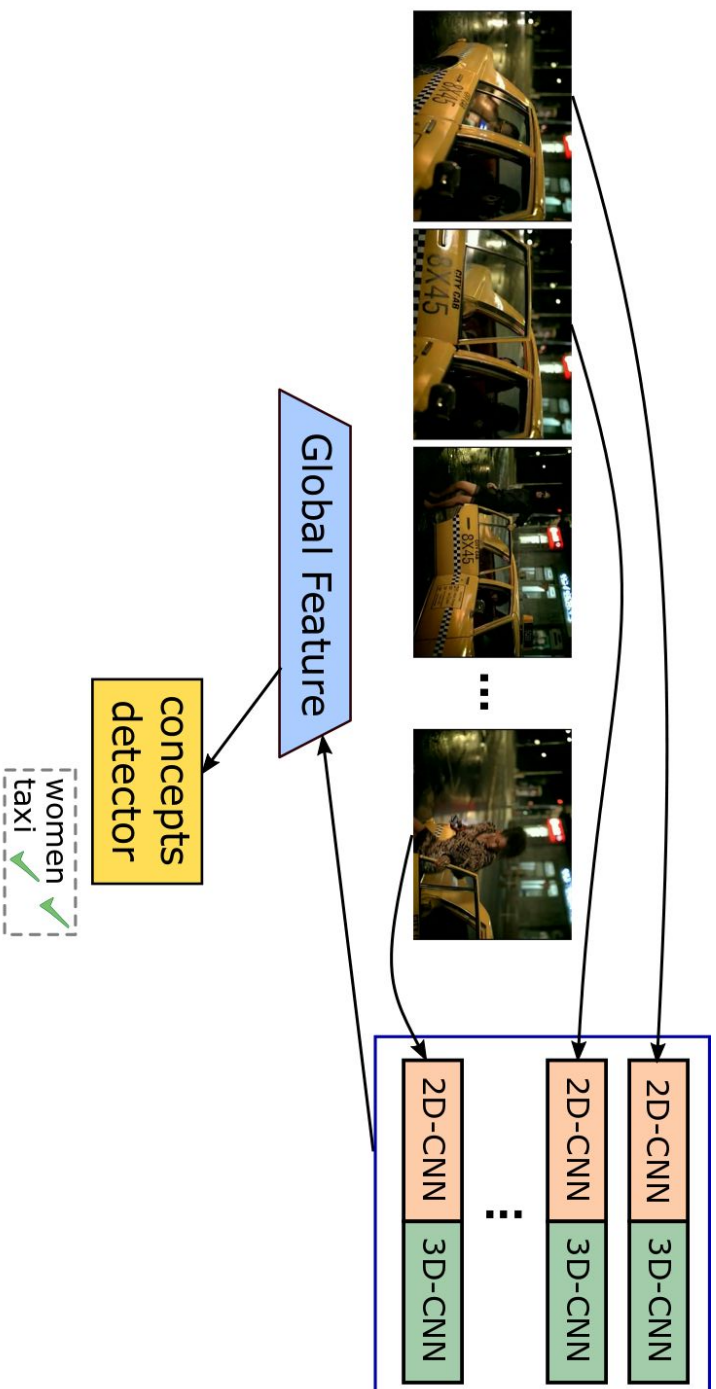 8X45
CITY CAB
8X45
8X45
...
2D-CNN 3D-CNN
2D-CNN 3D-CNN
...
2D-CNN 3D-CNN
Global Feature
concepts
detector
women
taxi